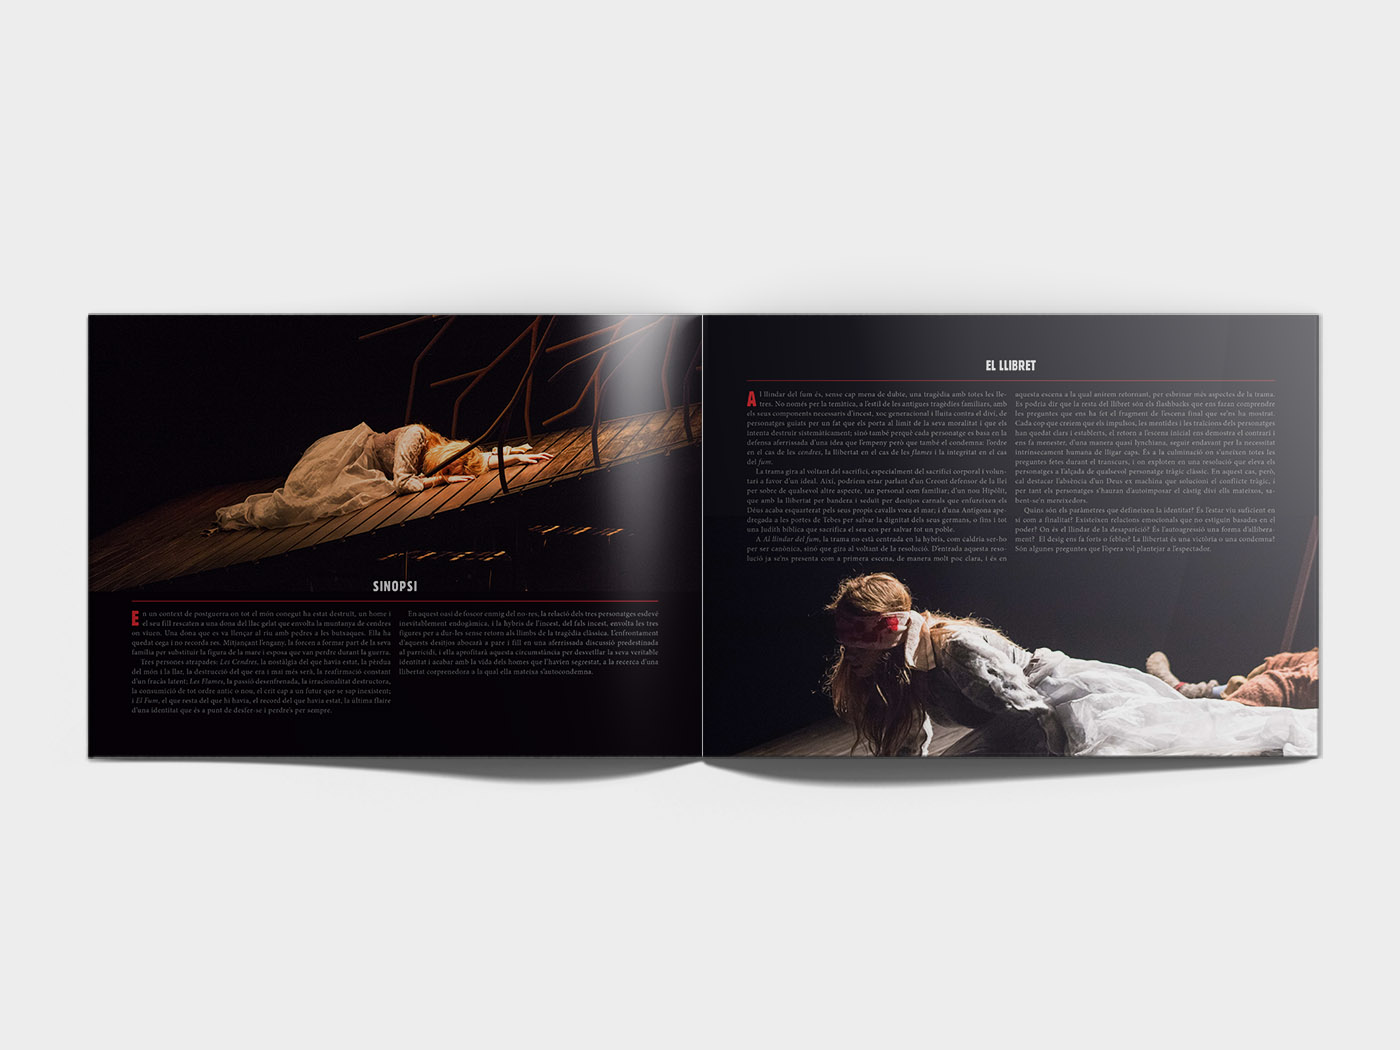 SINOPSI
En un context de postguerra on tot el món conegut ha estat destruït, un home i
el seu fill rescaten a una dona del llac gelat que envolta la muntanya de cendres
on viuen. Una dona que es va llençar al riu amb pedres a les butxaques. Ella ha
quedat cega i no recorda res. Mitjançant l'engany, la forcen a formar part de la seva
família per substituir la figura de la mare i esposa que van perdre durant la guerra.
Tres persones atrapades: Les Cendres, la nostàlgia del que havia estat, la pèrdua
del món i la llar, la destrucció del que era i mai més serà, la reafirmació constant
d'un fracàs latent; Les Flames, la passió desenfrenada, la irracionalitat destructora,
la consumició de tot ordre antic o nou, el crit cap a un futur que se sap inexistent;
i El Fum, el que resta del que hi havia, el record del que havia estat, la última flaire
d'una identitat que és a punt de desfer-se i perdre's per sempre.
En aquest oasi de foscor enmig del no-res, la relació dels tres personatges esdevé
inevitablement endogàmica, i la hybris de l'incest, del fals incest, envolta les tres
figures per a dur-les sense retorn als llimbs de la tragèdia clàssica. L'enfrontament
d'aquests desitjos abocarà a pare i fill en una aferrissada discussió predestinada
al parricidi, i ella aprofitarà aquesta circumstància per desvetllar la seva veritable
identitat i acabar amb la vida dels homes que l'havien segrestat, a la recerca d'una
llibertat corprenedora a la qual ella mateixa s'autocondemna.
EL LLIBRET
Al llindar del fum és, sense cap mena de dubte, una tragèdia amb totes les lle-
tres. No només per la temàtica, a l'estil de les antigues tragèdies familiars, amb
els seus components necessaris d'incest, xoc generacional i lluita contra el diví, de
personatges guiats per un fat que els porta al límit de la seva moralitat i que els
intenta destruir sistemàticament; sinó també perquè cada personatge es basa en la
defensa aferrissada d'una idea que l'empeny però que també el condemna: l'ordre
en el cas de les cendres, la llibertat en el cas de les flames i la integritat en el cas
del fum.
La trama gira al voltant del sacrifici, especialment del sacrifici corporal i volun-
tari a favor d'un ideal. Així, podríem estar parlant d'un Creont defensor de la llei
per sobre de qualsevol altre aspecte, tan personal com familiar; d'un nou Hipòlit,
que amb la llibertat per bandera i seduït per desitjos carnals que enfureixen els
Déus acaba esquarterat pels seus propis cavalls vora el mar; i d'una Antígona ape-
dregada a les portes de Tebes per salvar la dignitat dels seus germans, o fins i tot
una Judith bíblica que sacrifica el seu cos per salvar tot un poble.
A Al llindar del fum, la trama no està centrada en la hybris, com caldria ser-ho
per ser canònica, sinó que gira al voltant de la resolució. D'entrada aquesta reso-
lució ja se'ns presenta com a primera escena, de manera molt poc clara, i és en
aquesta escena a la qual anirem retornant, per esbrinar més aspectes de la trama.
Es podria dir que la resta del llibret són els flashbacks que ens faran comprendre
les preguntes que ens ha fet el fragment de l'escena final que se'ns ha mostrat.
Cada cop que creiem que els impulsos, les mentides i les traïcions dels personatges
han quedat clars i establerts, el retorn a l'escena inicial ens demostra el contrari i
ens fa menester, d'una manera quasi lynchiana, seguir endavant per la necessitat
intrínsecament humana de lligar caps. És a la culminació on s'uneixen totes les
preguntes fetes durant el transcurs, i on exploten en una resolució que eleva els
personatges a l'alçada de qualsevol personatge tràgic clàssic. En aquest cas, però,
cal destacar l'absència d'un Deus ex machina que solucioni el conflicte tràgic, i
per tant els personatges s'hauran d'autoimposar el càstig diví ells mateixos, sa-
bent-se'n mereixedors.
Quins són els paràmetres que defineixen la identitat? És l'estar viu suficient en
sí com a finalitat? Existeixen relacions emocionals que no estiguin basades en el
poder? On és el llindar de la desaparició? És l'autoagressió una forma d'allibera-
ment? El desig ens fa forts o febles? La llibertat és una victòria o una condemna?
Són algunes preguntes que l'òpera vol plantejar a l'espectador.